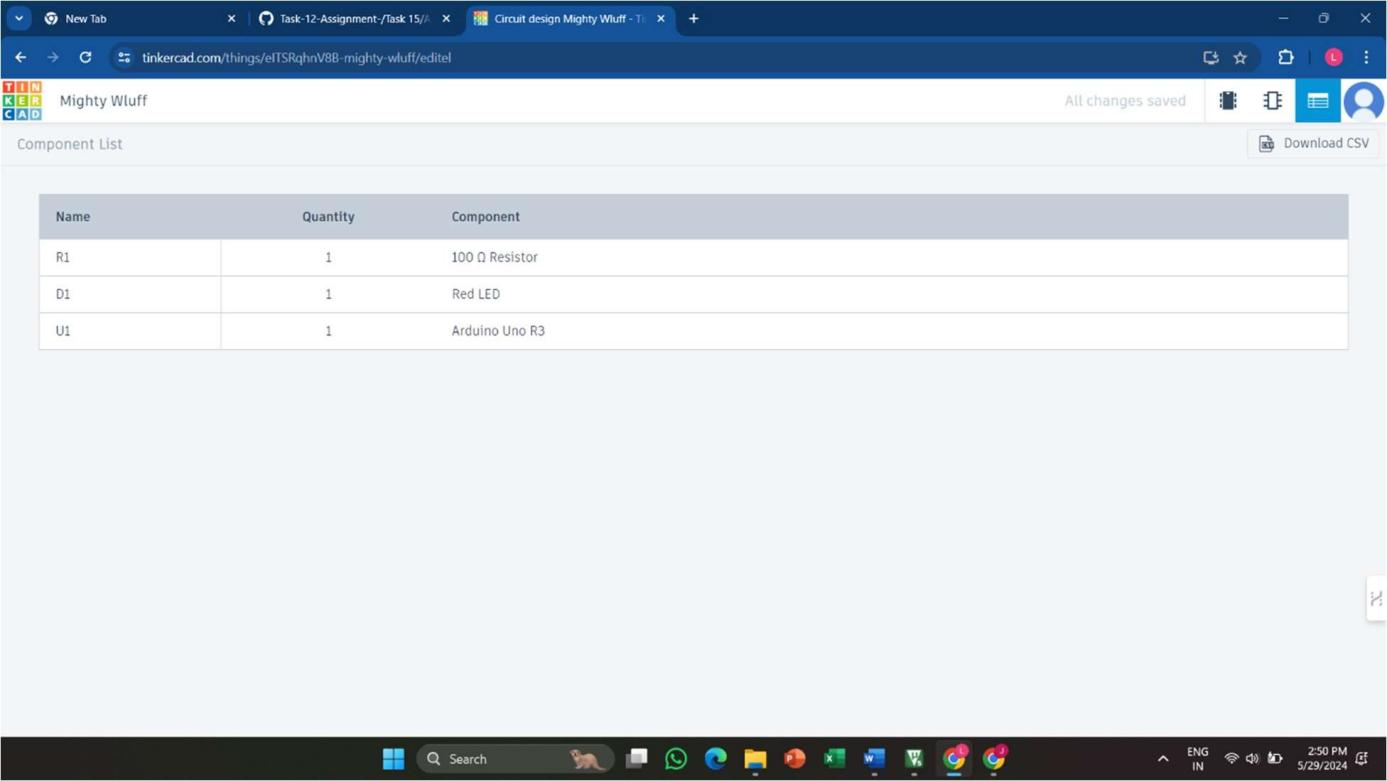 New Tab
Task-12-Assignment-/Task 15/A
Circuit design Mighty Wluff - Ti
tinkercad.com/things/eITSRqhnV8B-mighty-wluff/editel
L
TIN
KER
CAD
Mighty Wluff
All changes saved
Component List
Download CSV
Name Quantity Component
R1 1 100 Ω Resistor
D1 1 Red LED
U1 1 Arduino Uno R3
Search
ENG
IN
2:50 PM
5/29/2024